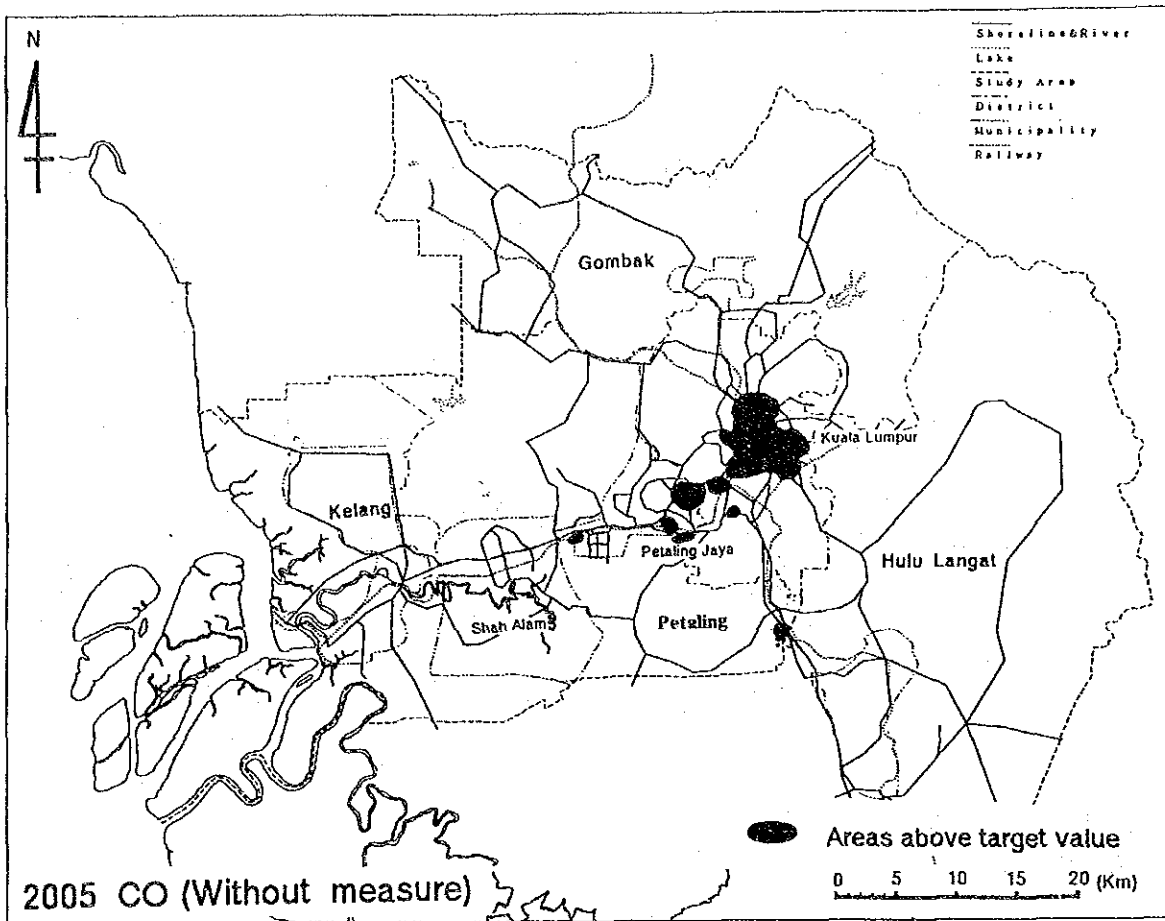 N
Shoreline&River
Lake
Study Area
District
Municipality
Railway
Gombak
Kuala Lumpur
Kelang
Petaling Jaya
Hulu Langat
Shah Alam
Petaling
Areas above target value
2005 CO (Without measure)
0 5 10 15 20 (Km)